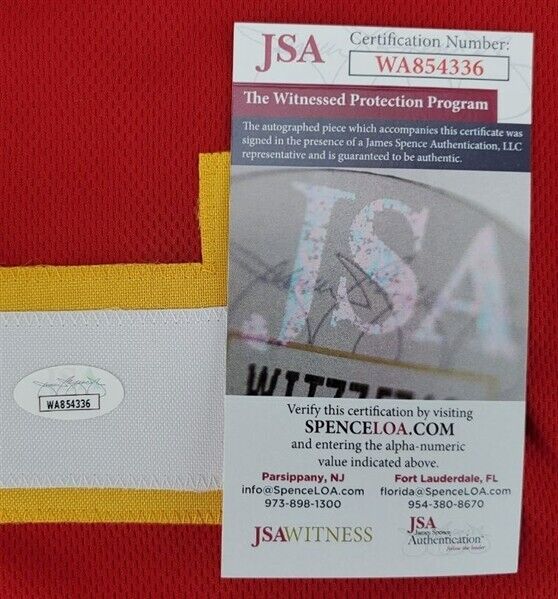 JSA
Certification Number:
WA854336
The Witnessed Protection Program
The autographed piece which accompanies this certificate was
signed in the presence of a James Spence Authentication, LLC
representative and is guaranteed to be authentic.
JSA
WA854336
Verify this certification by visiting
SPENCELOA.COM
and entering the alpha-numeric
value indicated above.
Parsippany, NJ
info@SpenceLOA.com
973-898-1300
Fort Lauderdale, FL
florida@SpenceLOA.com
954-380-8670
JSAWITNESS
JSA
James Spence
Authentication
follow the leader